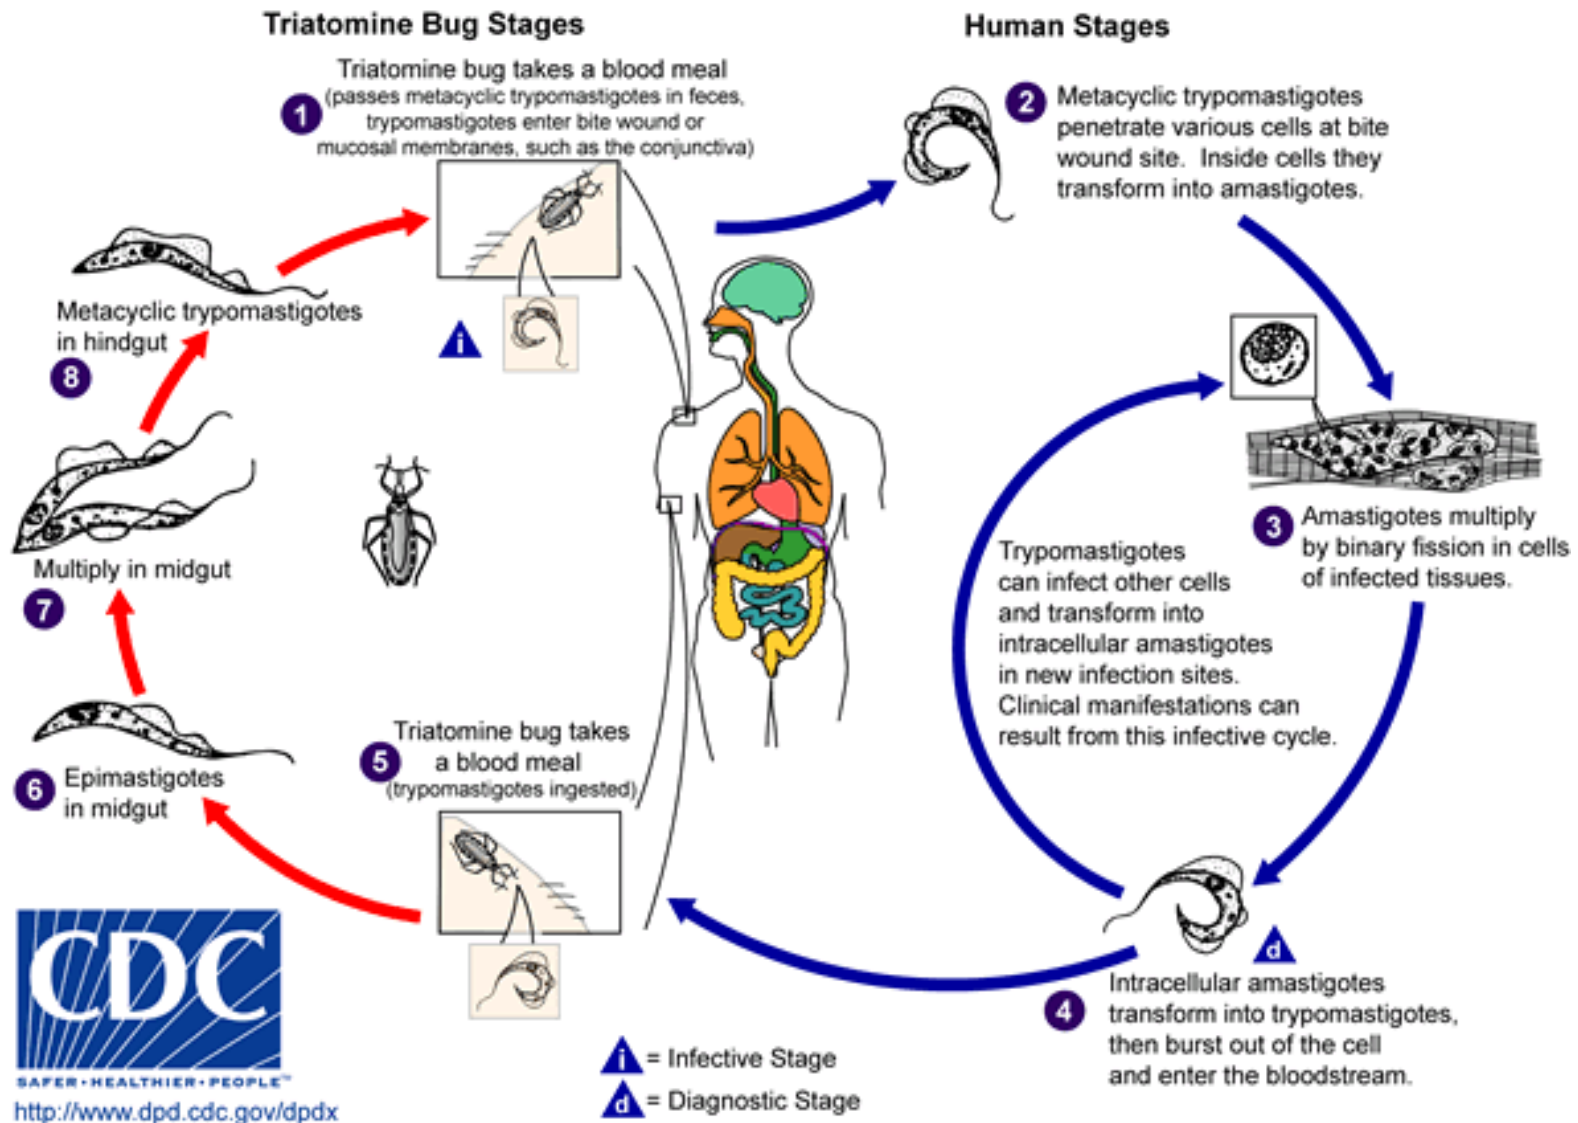 Triatomine Bug Stages
Human Stages
Triatomine bug takes a blood meal
(passes metacyclic trypomastigotes in feces,
trypomastigotes enter bite wound or
mucosal membranes, such as the conjunctiva)
1
i
2
Metacyclic trypomastigotes
penetrate various cells at bite
wound site. Inside cells they
transform into amastigotes.
3
Amastigotes multiply
by binary fission in cells
of infected tissues.
Trypomastigotes
can infect other cells
and transform into
intracellular amastigotes
in new infection sites.
Clinical manifestations can
result from this infective cycle.
d
4
Intracellular amastigotes
transform into trypomastigotes,
then burst out of the cell
and enter the bloodstream.
5
Triatomine bug takes
a blood meal
(trypomastigotes ingested)
6
Epimastigotes
in midgut
Multiply in midgut
7
Metacyclic trypomastigotes
in hindgut
8
i = Infective Stage
d = Diagnostic Stage
CDC
SAFER·HEALTHIER·PEOPLE™
http://www.dpd.cdc.gov/dpdx